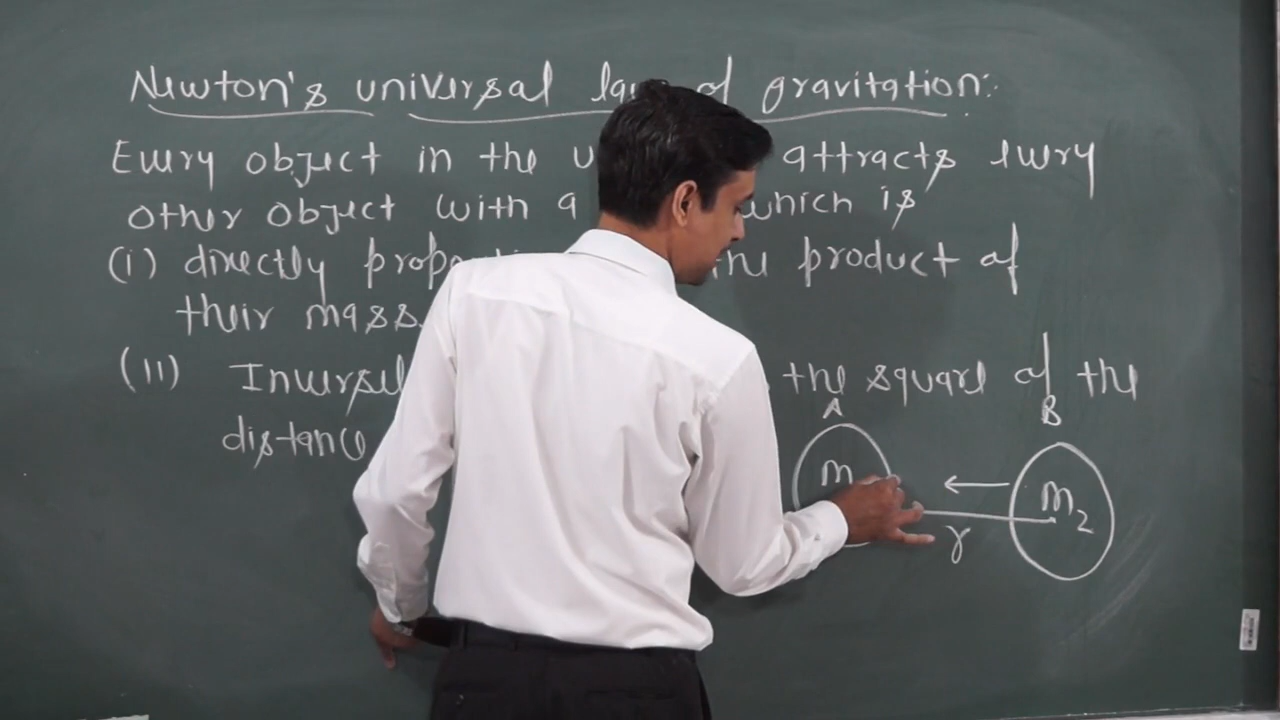 Newton's universal law of gravitation:
Every object in the u attracts every
other object with a which is
(i) directly propo the product of
their mass
(ii) Inversel the square of the
distance
A B
m m2
r